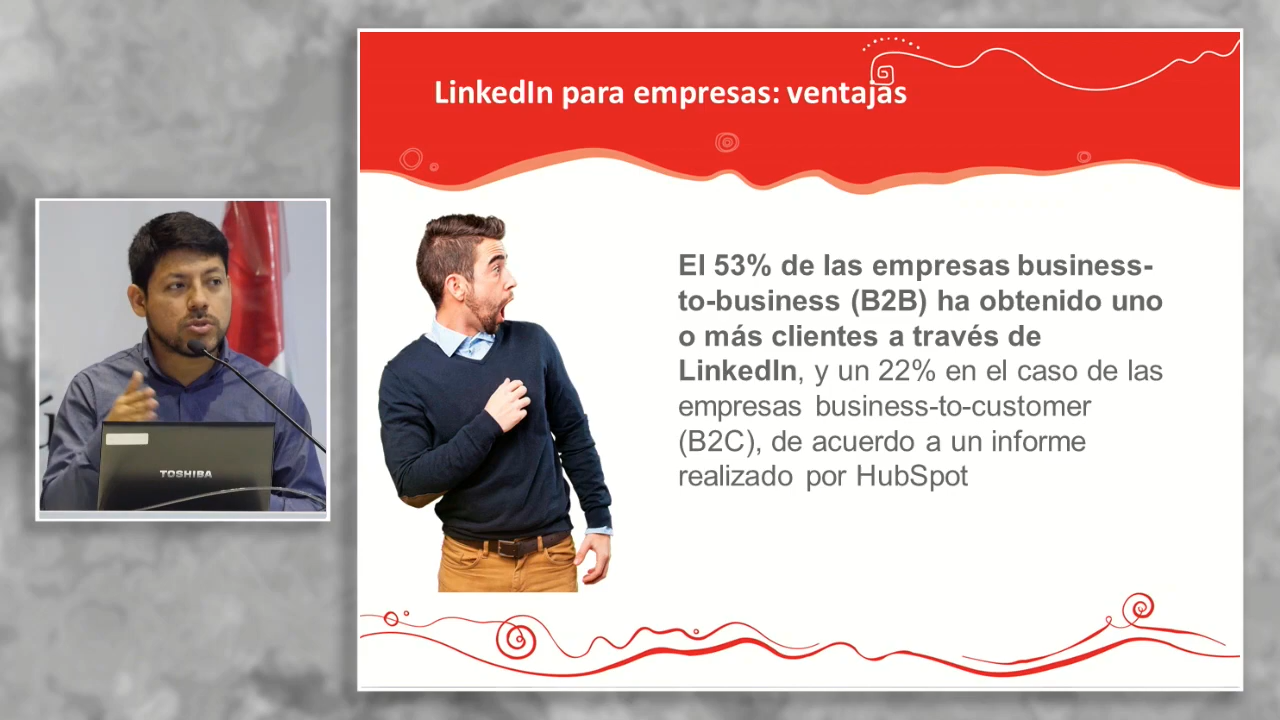 LinkedIn para empresas: ventajas
El 53% de las empresas business-
to-business (B2B) ha obtenido uno
o más clientes a través de
LinkedIn, y un 22% en el caso de las
empresas business-to-customer
(B2C), de acuerdo a un informe
realizado por HubSpot
TOSHIBA